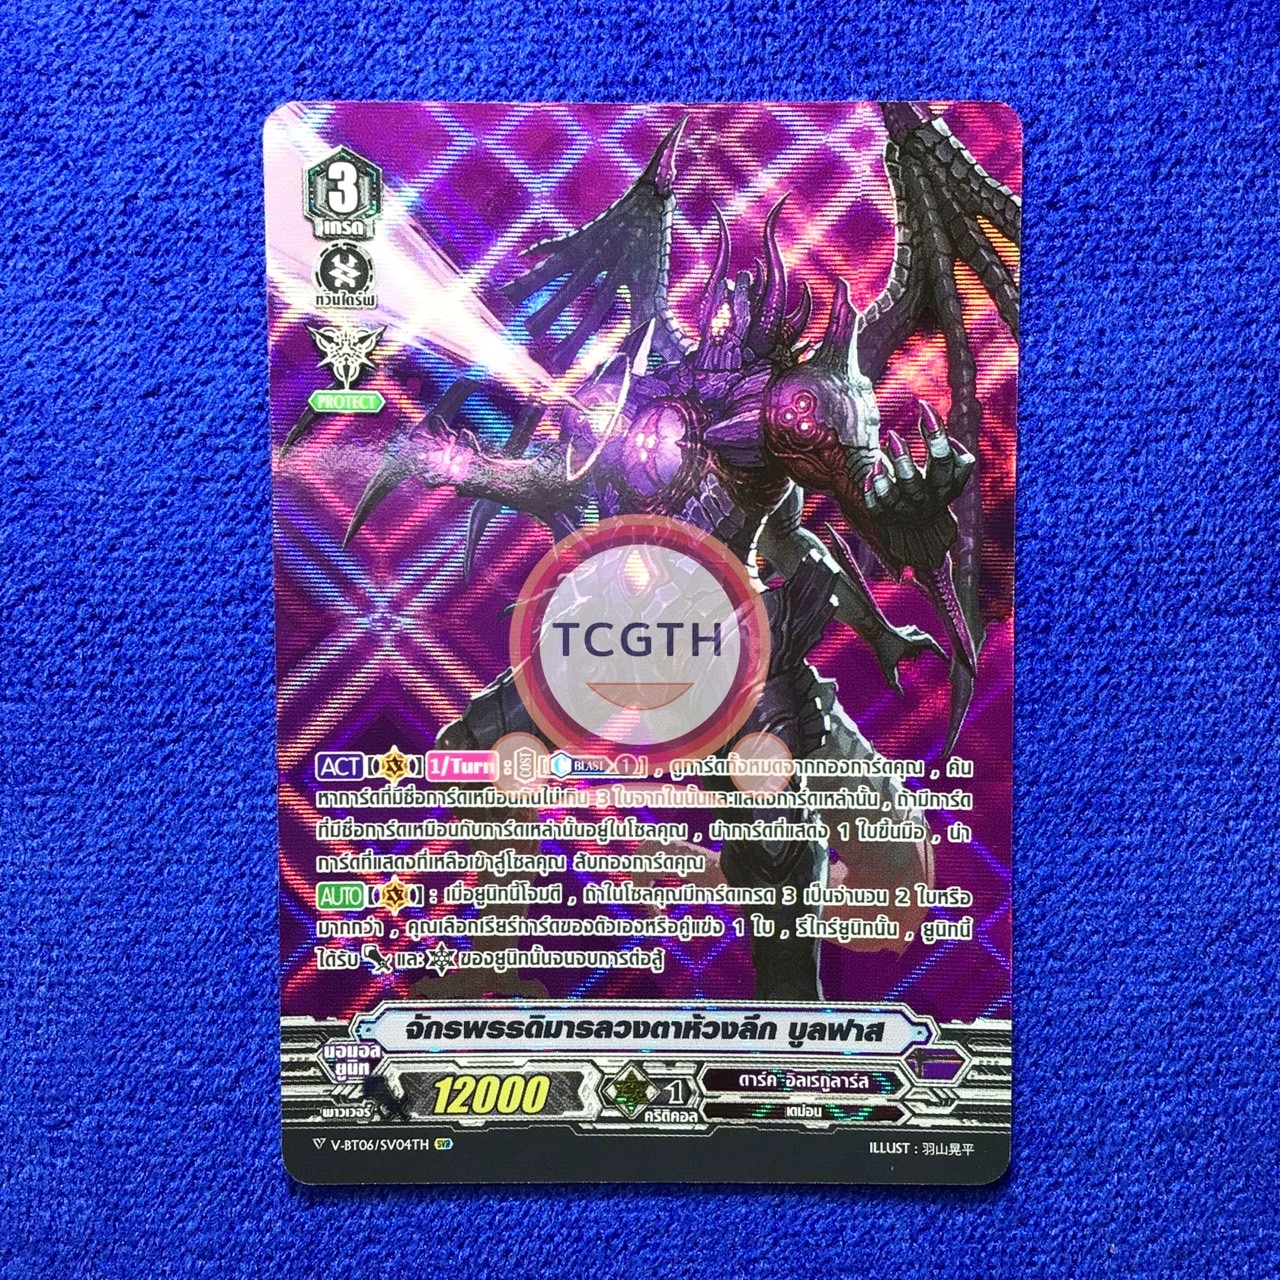 3
เกรด
ทวินไดร์ฟ
PROTECT
TCGTH
ACT [ ] 1/Turn COST [ BLAST 1 ] , ดูการ์ดทั้งหมดจากกองการ์ดคุณ , ค้น
หาการ์ดที่มีชื่อการ์ดเหมือนกันไม่เกิน 3 ใบจากในนั้นและแสดงการ์ดเหล่านั้น , ถ้ามีการ์ด
ที่มีชื่อการ์ดเหมือนกับการ์ดเหล่านั้นอยู่ในโซลคุณ , นำการ์ดที่แสดง 1 ใบขึ้นมือ , นำ
การ์ดที่แสดงที่เหลือเข้าสู่โซลคุณ สับกองการ์ดคุณ
AUTO [ ] : เมื่อยูนิทนี้โจมตี , ถ้าในโซลคุณมีการ์ดเกรด 3 เป็นจำนวน 2 ใบหรือ
มากกว่า , คุณเลือกเรียร์การ์ดของตัวเองหรือคู่แข่ง 1 ใบ , รีไทร์ยูนิทนั้น , ยูนิทนี้
ได้รับ และ ของยูนิทนั้นจนจบการต่อสู้
จักรพรรดิมารลวงตาห้วงลึก บูลฟาส
นอมอล
ยูนิท
พาวเวอร์ 12000
1
คริติคอล
ดาร์ค อิลเรกูลาร์ส
เดม่อน
V-BT06/SV04TH SVR
ILLUST : 羽山晃平